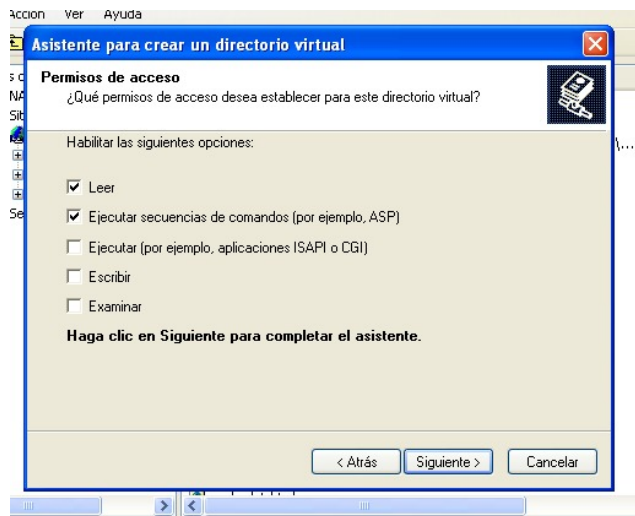 Acción Ver Ayuda
Asistente para crear un directorio virtual
Permisos de acceso
¿Qué permisos de acceso desea establecer para este directorio virtual?
Habilitar las siguientes opciones:
Leer
Ejecutar secuencias de comandos (por ejemplo, ASP)
Ejecutar (por ejemplo, aplicaciones ISAPI o CGI)
Escribir
Examinar
Haga clic en Siguiente para completar el asistente.
< Atrás Siguiente > Cancelar